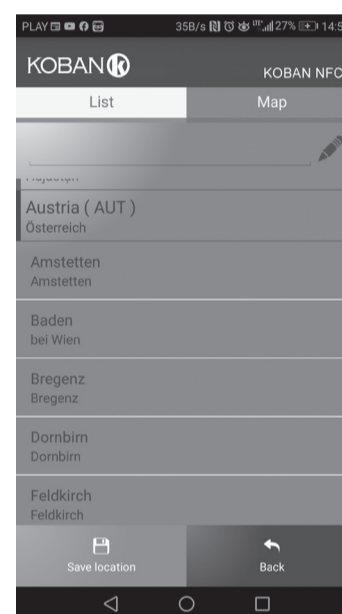 PLAY 35B/s 27% 14:5
KOBAN K
KOBAN NFC
List Map
Austria ( AUT )
Österreich
Amstetten
Amstetten
Baden
bei Wien
Bregenz
Bregenz
Dornbirn
Dornbirn
Feldkirch
Feldkirch
Save location Back